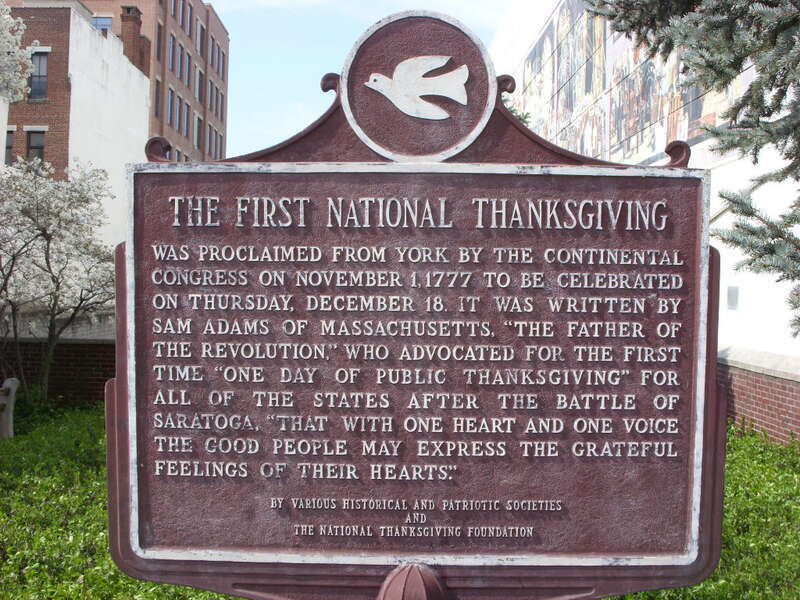 THE FIRST NATIONAL THANKSGIVING
WAS PROCLAIMED FROM YORK BY THE CONTINENTAL
CONGRESS ON NOVEMBER 1, 1777 TO BE CELEBRATED
ON THURSDAY, DECEMBER 18. IT WAS WRITTEN BY
SAM ADAMS OF MASSACHUSETTS, "THE FATHER OF
THE REVOLUTION," WHO ADVOCATED FOR THE FIRST
TIME "ONE DAY OF PUBLIC THANKSGIVING" FOR
ALL OF THE STATES AFTER THE BATTLE OF
SARATOGA, "THAT WITH ONE HEART AND ONE VOICE
THE GOOD PEOPLE MAY EXPRESS THE GRATEFUL
FEELINGS OF THEIR HEARTS."
BY VARIOUS HISTORICAL AND PATRIOTIC SOCIETIES
AND
THE NATIONAL THANKSGIVING FOUNDATION